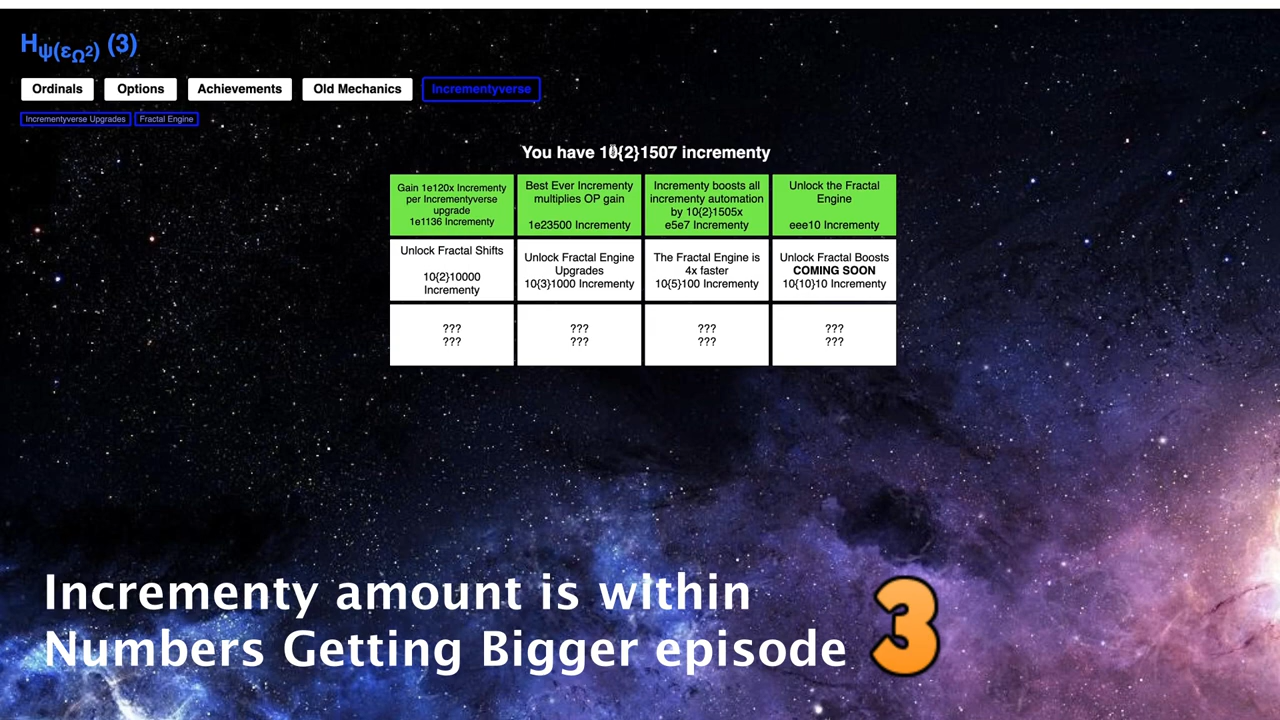 H_ψ(ε_Ω²) (3)
Ordinals Options Achievements Old Mechanics Incrementyverse
Incrementyverse Upgrades Fractal Engine
You have 10{2}1507 incrementy
Gain 1e120x Incrementy
per Incrementyverse
upgrade
1e1136 Incrementy
Best Ever Incrementy
multiplies OP gain
1e23500 Incrementy
Incrementy boosts all
incrementy automation
by 10{2}1505x
e5e7 Incrementy
Unlock the Fractal
Engine
eee10 Incrementy
Unlock Fractal Shifts
10{2}10000
Incrementy
Unlock Fractal Engine
Upgrades
10{3}1000 Incrementy
The Fractal Engine is
4x faster
10{5}100 Incrementy
Unlock Fractal Boosts
COMING SOON
10{10}10 Incrementy
???
???
???
???
???
???
???
???
Incrementy amount is within
Numbers Getting Bigger episode 3